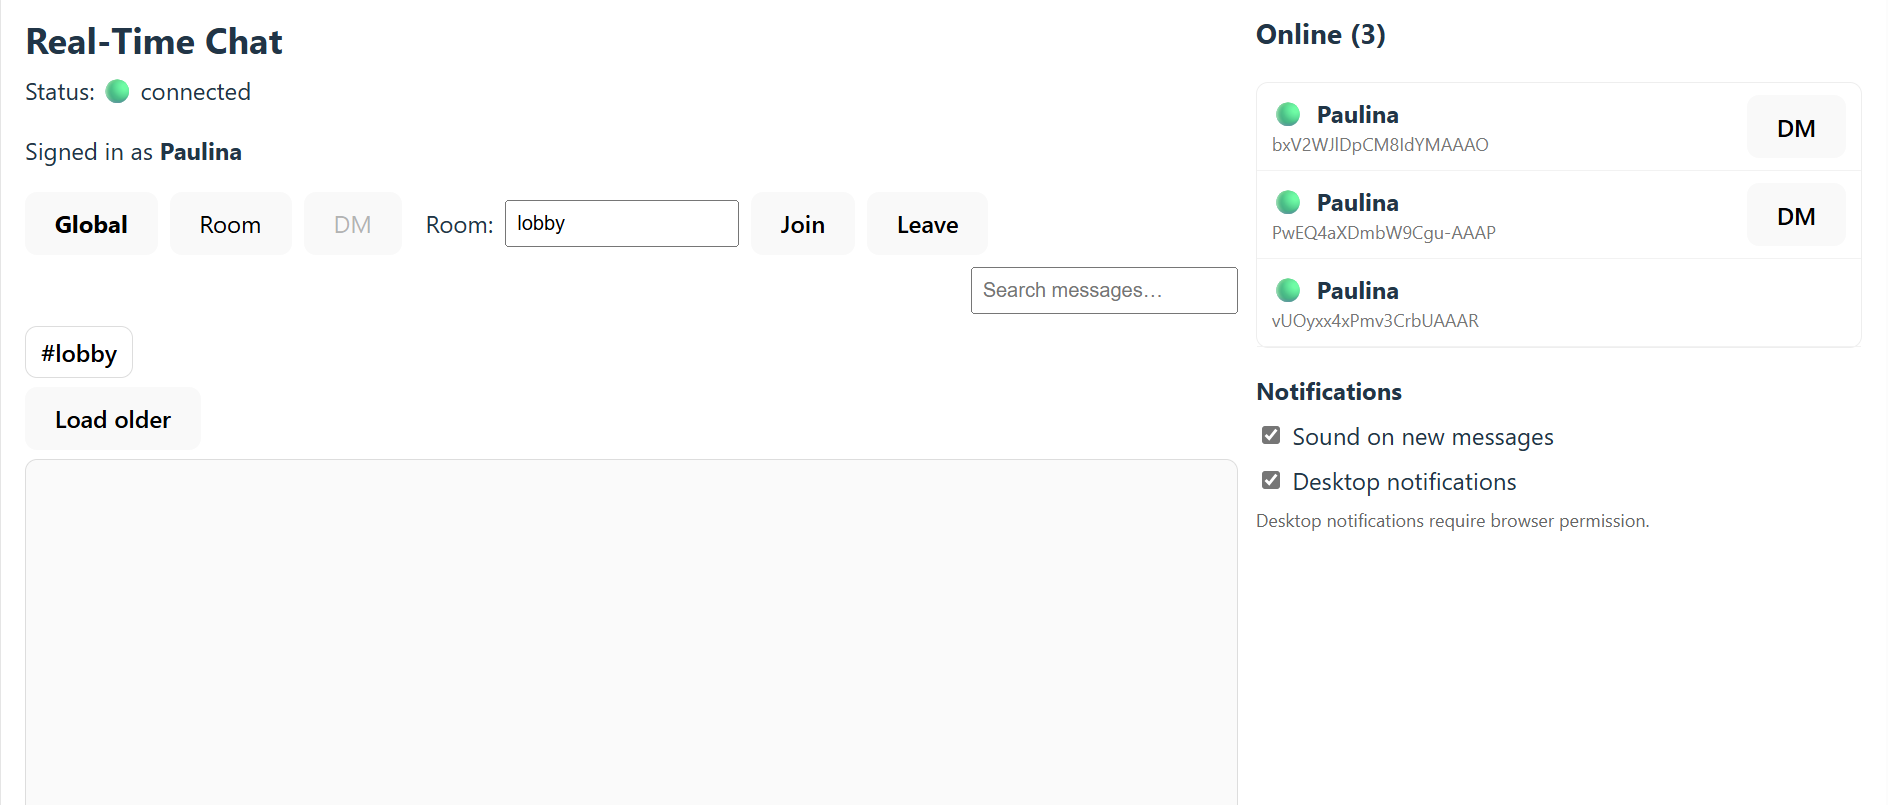 Real-Time Chat
Status: connected
Signed in as Paulina
Global Room DM Room: lobby Join Leave
Search messages…
#lobby
Load older
Online (3)
Paulina
bxV2WJlDpCM8IdYMAAAO
DM
Paulina
PwEQ4aXDmbW9Cgu-AAAP
DM
Paulina
vUOyxx4xPmv3CrbUAAAR
Notifications
Sound on new messages
Desktop notifications
Desktop notifications require browser permission.